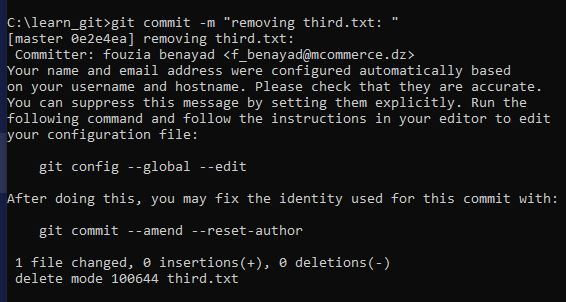 C:\learn_git>git commit -m "removing third.txt: "
[master 0e2e4ea] removing third.txt:
 Committer: fouzia benayad <f_benayad@mcommerce.dz>
Your name and email address were configured automatically based
on your username and hostname. Please check that they are accurate.
You can suppress this message by setting them explicitly. Run the
following command and follow the instructions in your editor to edit
your configuration file:

    git config --global --edit

After doing this, you may fix the identity used for this commit with:

    git commit --amend --reset-author

 1 file changed, 0 insertions(+), 0 deletions(-)
 delete mode 100644 third.txt